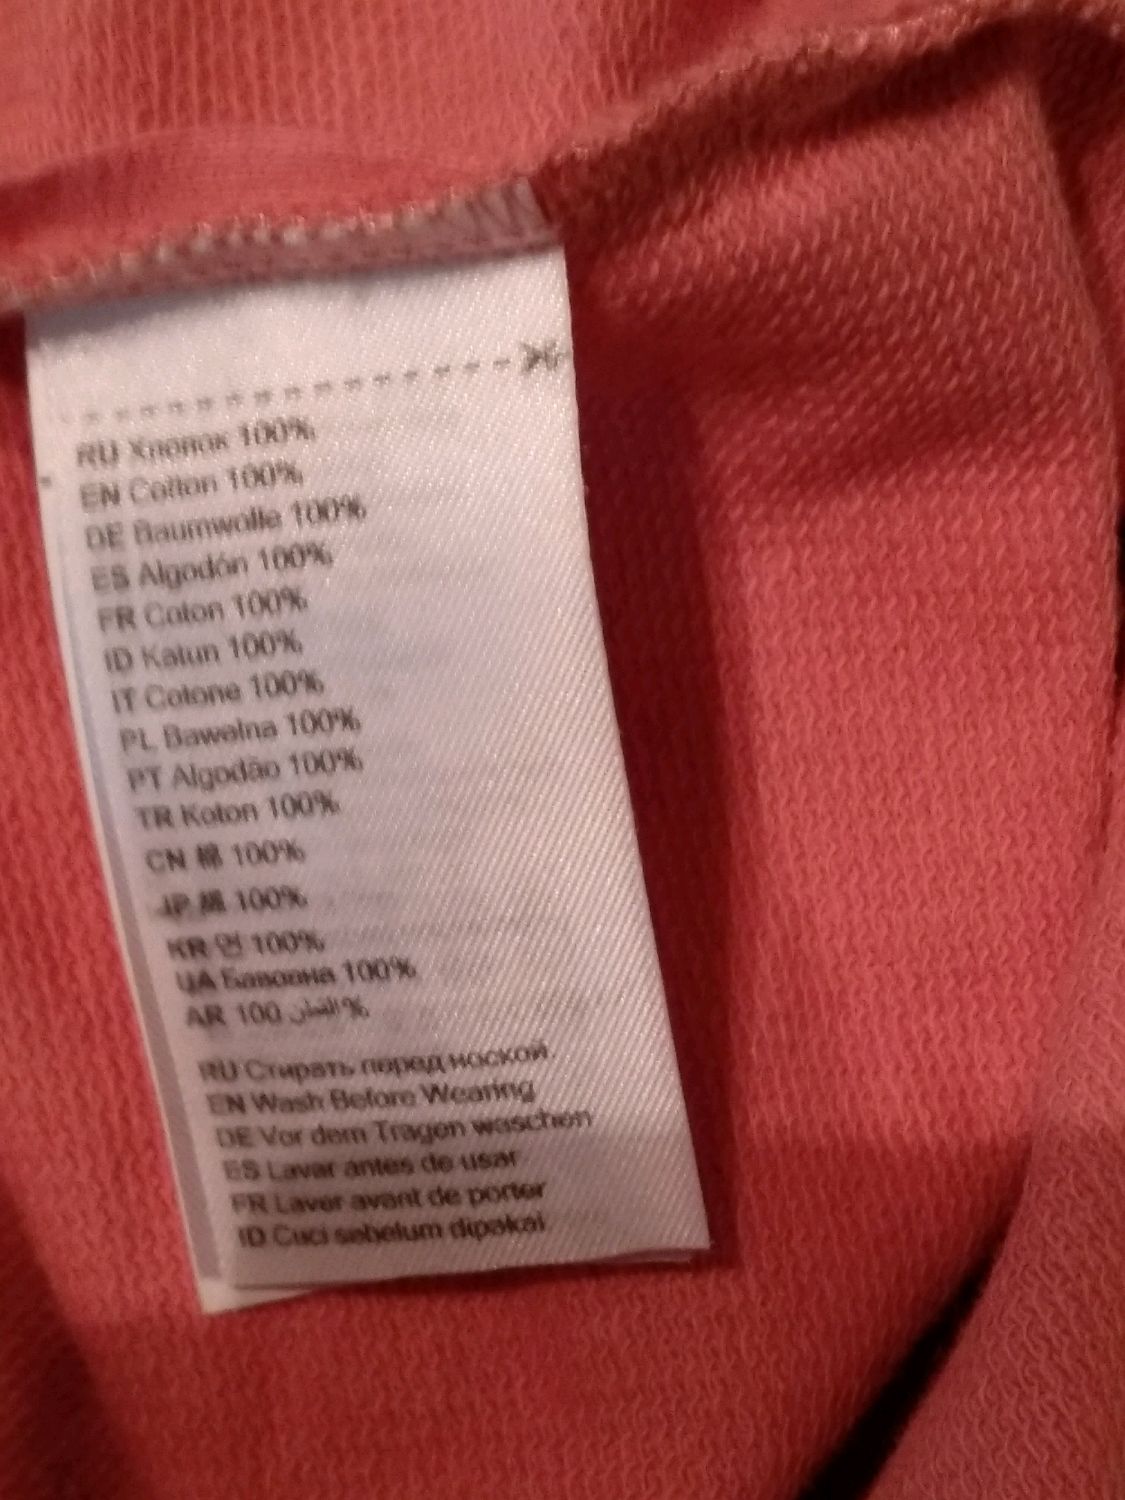 RU Хлопок 100%
EN Cotton 100%
DE Baumwolle 100%
ES Algodón 100%
FR Coton 100%
ID Katun 100%
IT Cotone 100%
PL Bawełna 100%
PT Algodão 100%
TR Koton 100%
CN 棉 100%
JP 綿 100%
KR 면 100%
UA Бавовна 100%
AR 100 القطن%
RU Стирать перед ноской.
EN Wash Before Wearing
DE Vor dem Tragen waschen
ES Lavar antes de usar
FR Laver avant de porter
ID Cuci sebelum dipakai